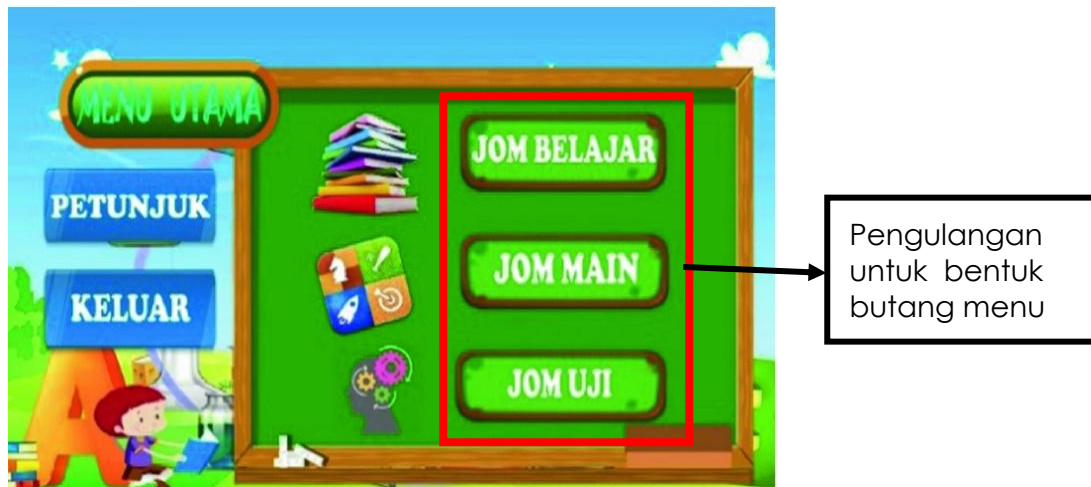 MENU UTAMA
PETUNJUK
KELUAR
JOM BELAJAR
JOM MAIN
JOM UJI
Pengulangan
untuk bentuk
butang menu